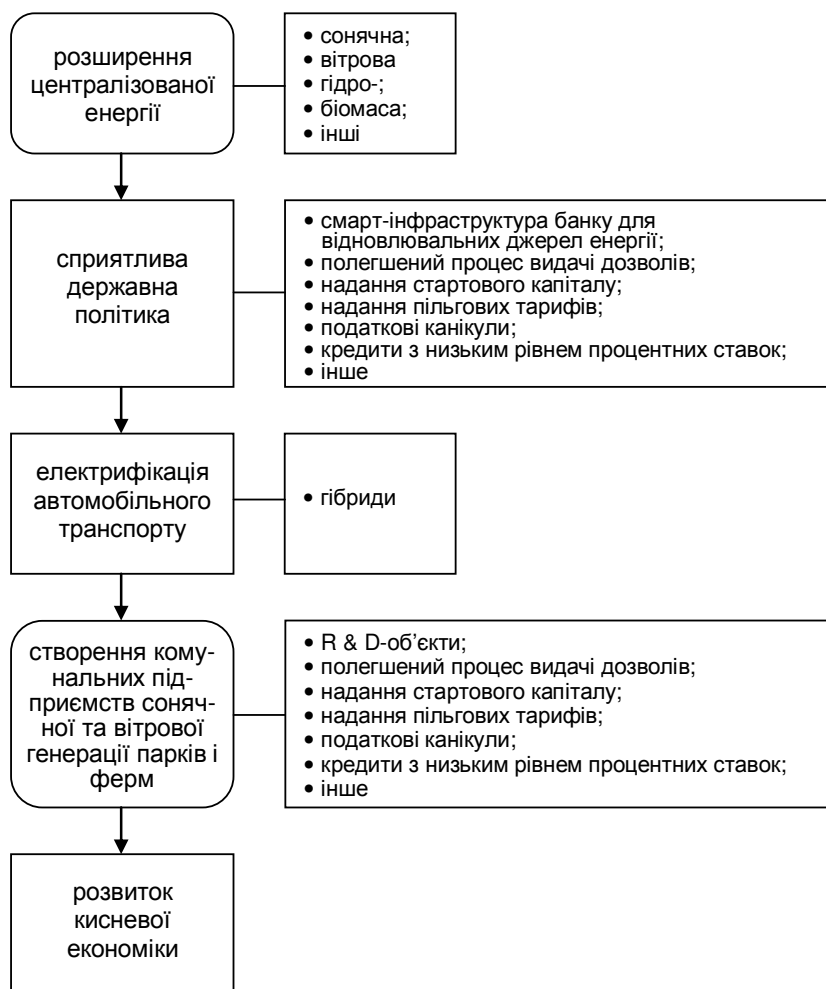 розширення
централізованої
енергії
• сонячна;
• вітрова
• гідро-;
• біомаса;
• інші
сприятлива
державна
політика
• смарт-інфраструктура банку для
відновлювальних джерел енергії;
• полегшений процес видачі дозволів;
• надання стартового капіталу;
• надання пільгових тарифів;
• податкові канікули;
• кредити з низьким рівнем процентних ставок;
• інше
електрифікація
автомобільного
транспорту
• гібриди
створення кому-
нальних під-
приємств соняч-
ної та вітрової
генерації парків і
ферм
• R & D-об’єкти;
• полегшений процес видачі дозволів;
• надання стартового капіталу;
• надання пільгових тарифів;
• податкові канікули;
• кредити з низьким рівнем процентних ставок;
• інше
розвиток
кисневої
економіки